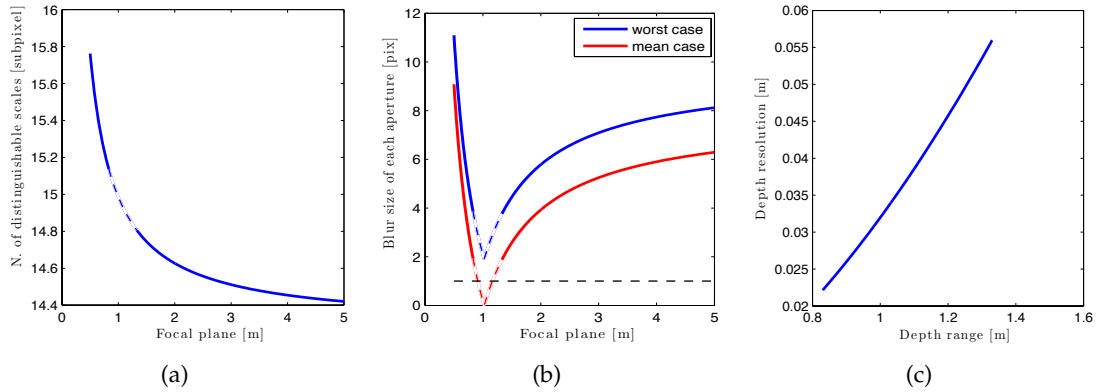 N. of distinguishable scales [subpixel]
16
15.8
15.6
15.4
15.2
15
14.8
14.6
14.4
0 1 2 3 4 5
Focal plane [m]
(a)
Blur size of each aperture [pix]
12
10
8
6
4
2
0
worst case
mean case
0 1 2 3 4 5
Focal plane [m]
(b)
Depth resolution [m]
0.06
0.055
0.05
0.045
0.04
0.035
0.03
0.025
0.02
0.8 1 1.2 1.4 1.6
Depth range [m]
(c)